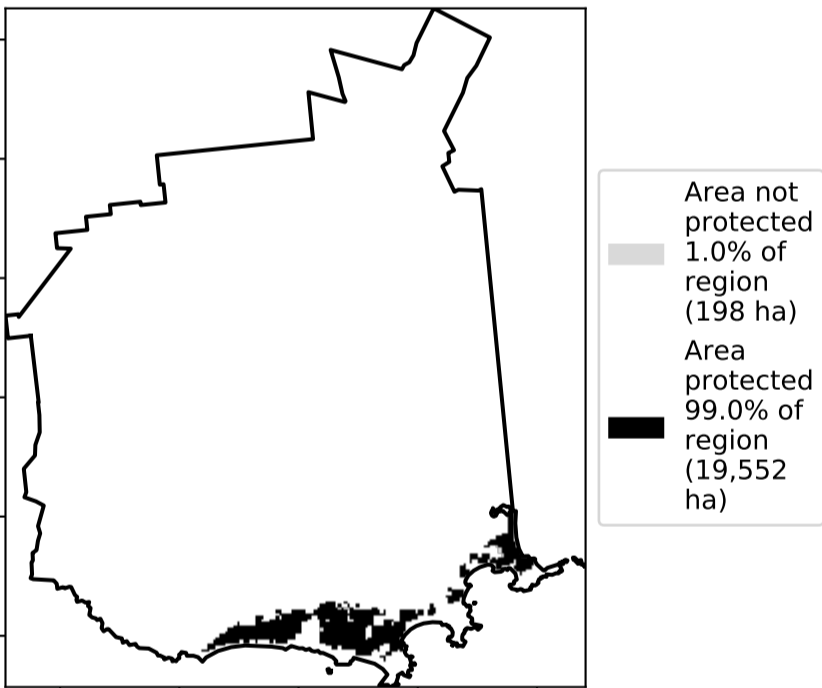 Area not
protected
1.0% of
region
(198 ha)
Area
protected
99.0% of
region
(19,552
ha)